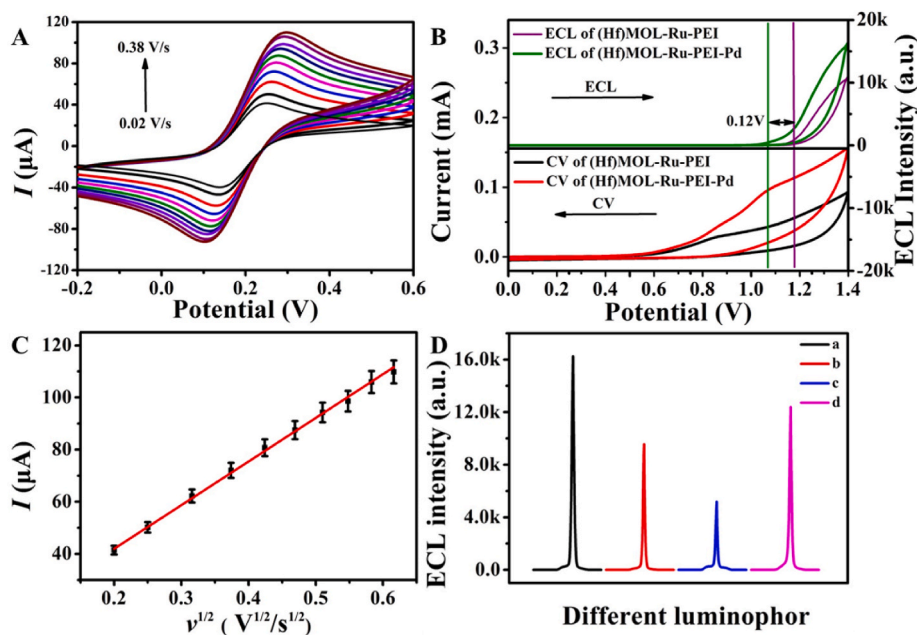 A
0.38 V/s
0.02 V/s
120
80
40
0
-40
-80
-120
I (µA)
-0.2
0.0
0.2
0.4
0.6
Potential (V)
B
ECL of (Hf)MOL-Ru-PEI
ECL of (Hf)MOL-Ru-PEI-Pd
ECL
0.12V
CV of (Hf)MOL-Ru-PEI
CV of (Hf)MOL-Ru-PEI-Pd
CV
0.3
0.2
0.1
0.0
Current (mA)
20k
10k
0
-10k
-20k
ECL Intensity (a.u.)
0.0
0.2
0.4
0.6
0.8
1.0
1.2
1.4
Potential (V)
C
120
100
80
60
40
I (µA)
0.2
0.3
0.4
0.5
0.6
v1/2 ( V1/2/s1/2)
D
a
b
c
d
16.0k
12.0k
8.0k
4.0k
0.0
ECL intensity (a.u.)
Different luminophor